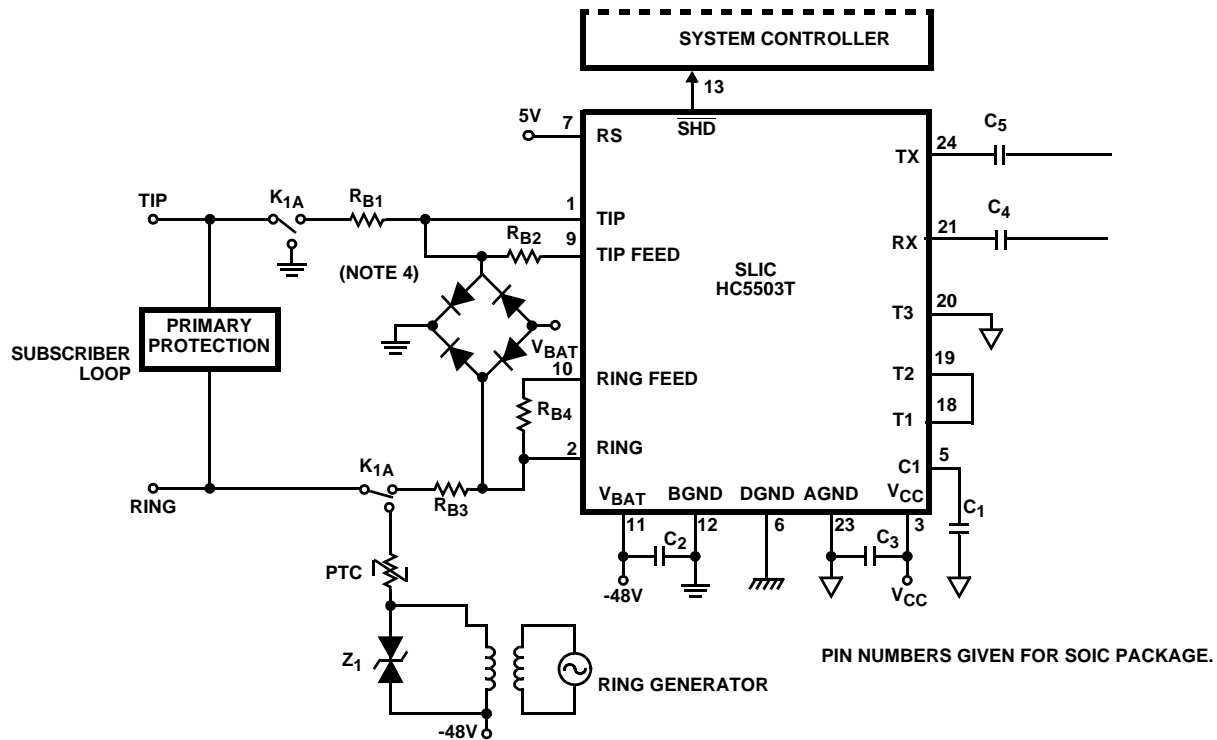 SYSTEM CONTROLLER
13
5V
7
RS
SHD
TX
24
C5
TIP
K1A
RB1
1
TIP
RX
21
C4
RB2
9
TIP FEED
(NOTE 4)
SLIC
HC5503T
T3
20
PRIMARY
PROTECTION
SUBSCRIBER
LOOP
VBAT
10
RING FEED
T2
19
RB4
T1
18
2
RING
C1
5
K1A
RING
RB3
VBAT
BGND
DGND
AGND
VCC
11
12
6
23
3
C1
C2
C3
-48V
VCC
PTC
Z1
RING GENERATOR
-48V
PIN NUMBERS GIVEN FOR SOIC PACKAGE.